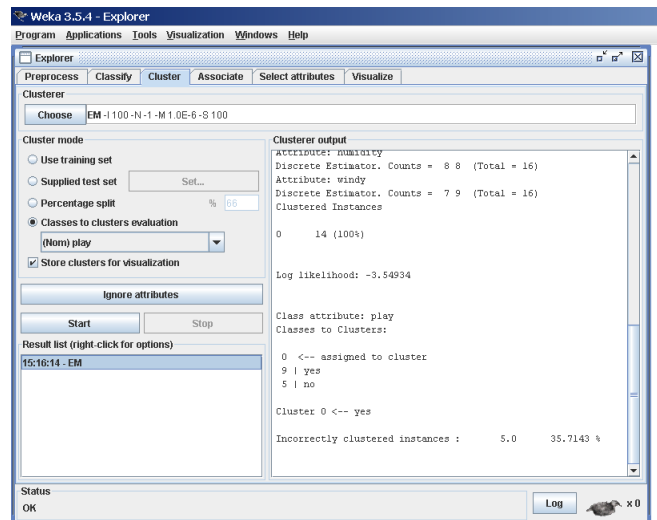 Weka 3.5.4 - Explorer
Program Applications Tools Visualization Windows Help
Explorer
Preprocess Classify Cluster Associate Select attributes Visualize
Clusterer
Choose EM -I 100 -N -1 -M 1.0E-6 -S 100
Cluster mode
Use training set
Supplied test set Set...
Percentage split % 66
Classes to clusters evaluation
(Nom) play
Store clusters for visualization
Ignore attributes
Start Stop
Result list (right-click for options)
15:16:14 - EM
Clusterer output
Attribute: humidity
Discrete Estimator. Counts = 8 8 (Total = 16)
Attribute: windy
Discrete Estimator. Counts = 7 9 (Total = 16)
Clustered Instances
0 14 (100%)
Log likelihood: -3.54934
Class attribute: play
Classes to Clusters:
0 <-- assigned to cluster
9 | yes
5 | no
Cluster 0 <-- yes
Incorrectly clustered instances : 5.0 35.7143 %
Status
OK
Log x 0